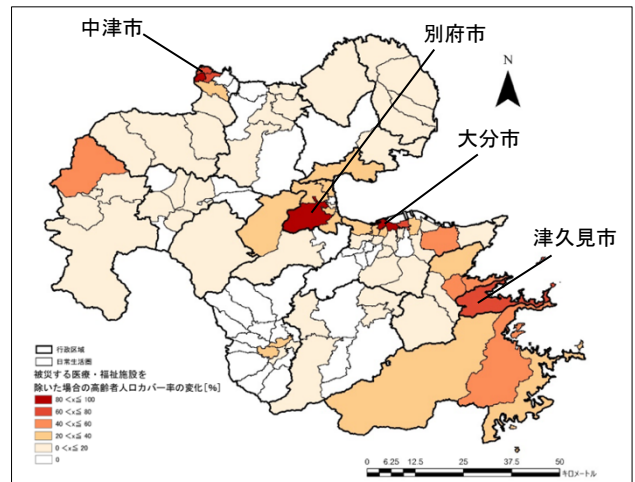 中津市
別府市
N
大分市
津久見市
行政区域
日常生活圏
被災する医療・福祉施設を
除いた場合の高齢者人口カバー率の変化[%]
80 <x≦ 100
60 <x≦ 80
40 <x≦ 60
20 <x≦ 40
0 <x≦ 20
0
0 6.25 12.5 25 37.5 50
キロメートル